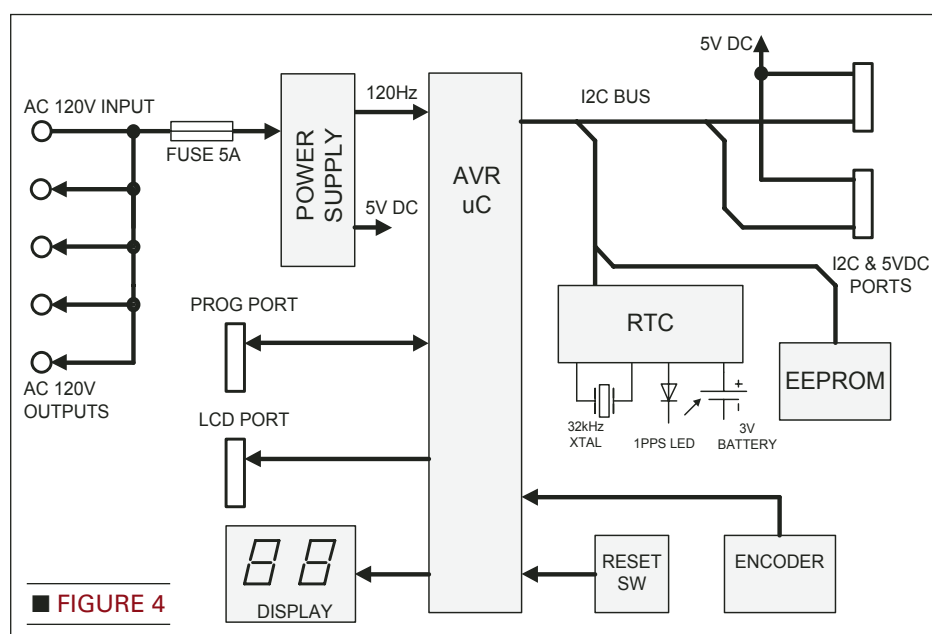 AC 120V INPUT
FUSE 5A
POWER
SUPPLY
120Hz
5V DC
AVR
uC
I2C BUS
5V DC
I2C & 5VDC
PORTS
PROG PORT
AC 120V
OUTPUTS
LCD PORT
RTC
32kHz
XTAL
1PPS LED
+
-
3V
BATTERY
EEPROM
88
DISPLAY
RESET
SW
ENCODER
■ FIGURE 4